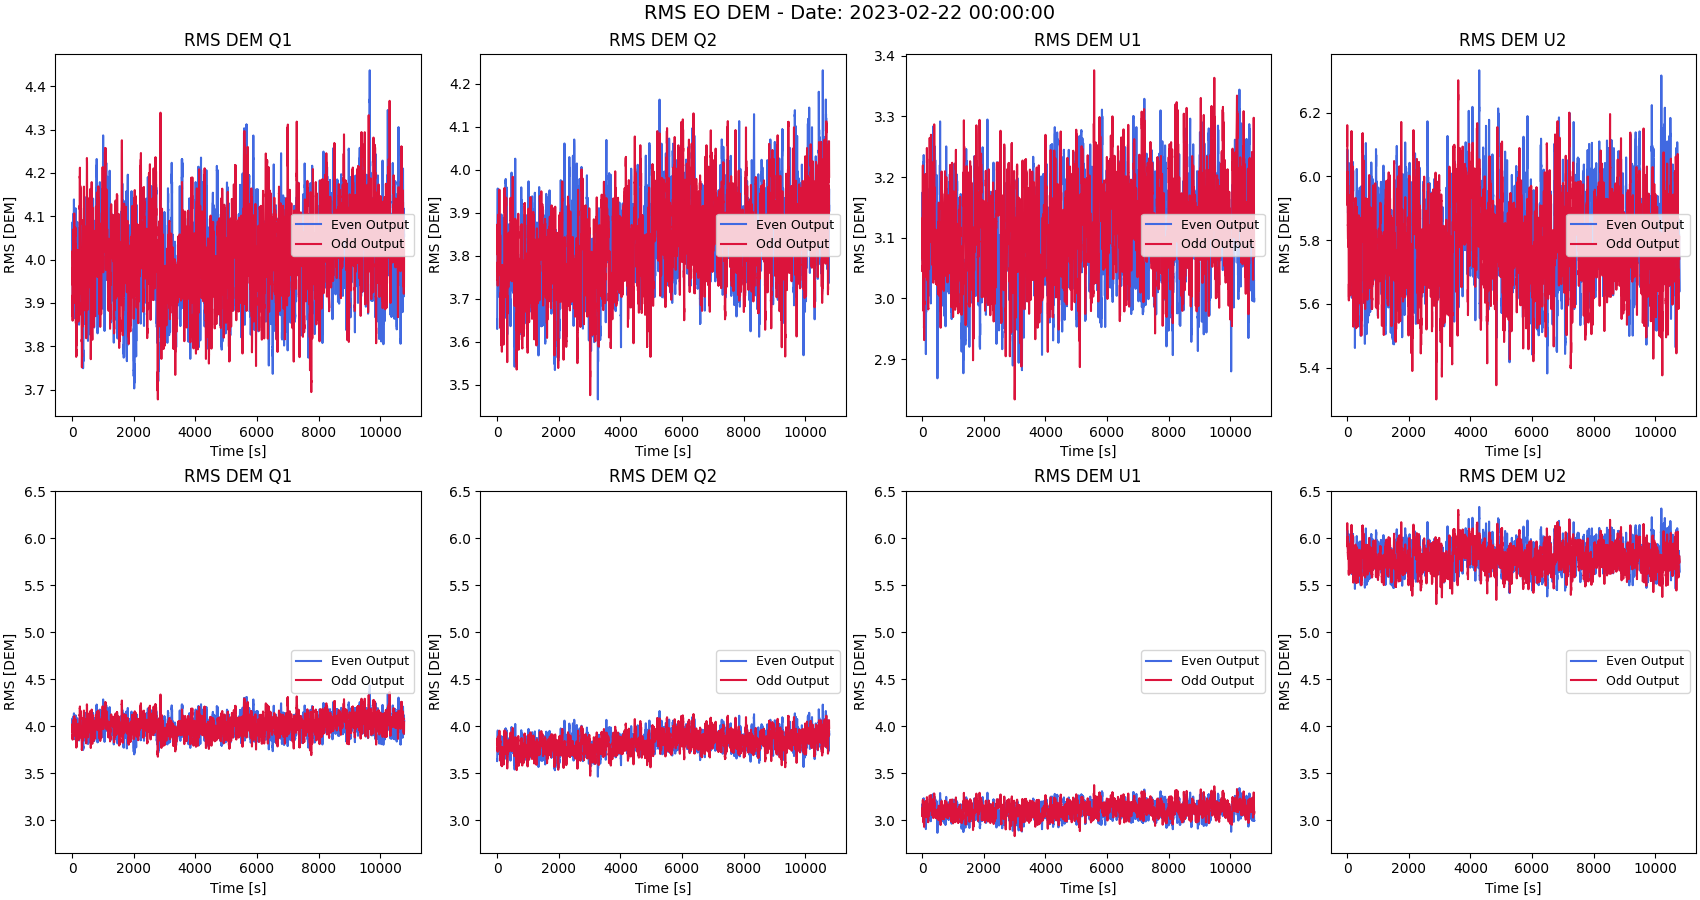 RMS EO DEM - Date: 2023-02-22 00:00:00
RMS DEM Q1
RMS [DEM]
4.4
4.3
4.2
4.1
4.0
3.9
3.8
3.7
Even Output
Odd Output
0 2000 4000 6000 8000 10000
Time [s]
RMS DEM Q2
RMS [DEM]
4.2
4.1
4.0
3.9
3.8
3.7
3.6
3.5
Even Output
Odd Output
0 2000 4000 6000 8000 10000
Time [s]
RMS DEM U1
RMS [DEM]
3.4
3.3
3.2
3.1
3.0
2.9
Even Output
Odd Output
0 2000 4000 6000 8000 10000
Time [s]
RMS DEM U2
RMS [DEM]
6.2
6.0
5.8
5.6
5.4
Even Output
Odd Output
0 2000 4000 6000 8000 10000
Time [s]
RMS DEM Q1
RMS [DEM]
6.5
6.0
5.5
5.0
4.5
4.0
3.5
3.0
Even Output
Odd Output
0 2000 4000 6000 8000 10000
Time [s]
RMS DEM Q2
RMS [DEM]
6.5
6.0
5.5
5.0
4.5
4.0
3.5
3.0
Even Output
Odd Output
0 2000 4000 6000 8000 10000
Time [s]
RMS DEM U1
RMS [DEM]
6.5
6.0
5.5
5.0
4.5
4.0
3.5
3.0
Even Output
Odd Output
0 2000 4000 6000 8000 10000
Time [s]
RMS DEM U2
RMS [DEM]
6.5
6.0
5.5
5.0
4.5
4.0
3.5
3.0
Even Output
Odd Output
0 2000 4000 6000 8000 10000
Time [s]